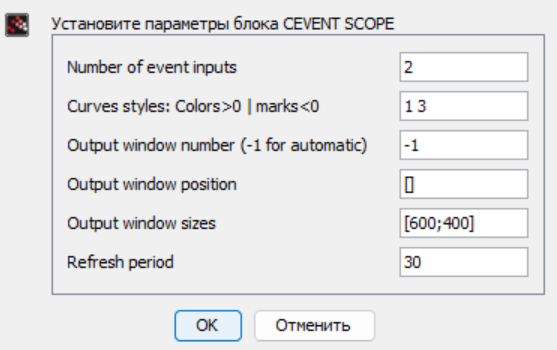 Установите параметры блока CEVENT SCOPE
Number of event inputs 2
Curves styles: Colors>0 | marks<0 1 3
Output window number (-1 for automatic) -1
Output window position []
Output window sizes [600;400]
Refresh period 30
OK Отменить